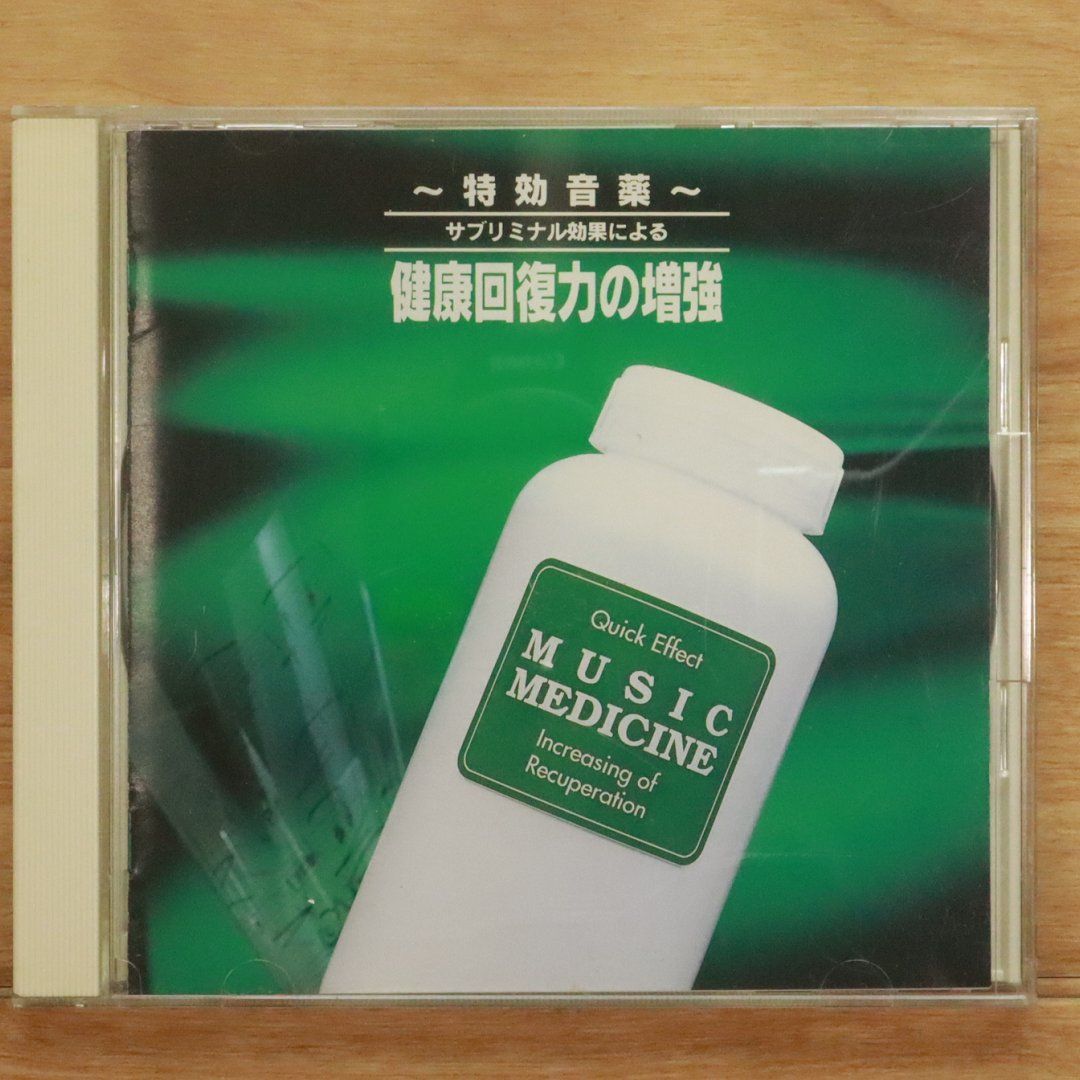 ～特効音薬～
サブリミナル効果による
健康回復力の増強
Quick Effect
MUSIC
MEDICINE
Increasing of
Recuperation